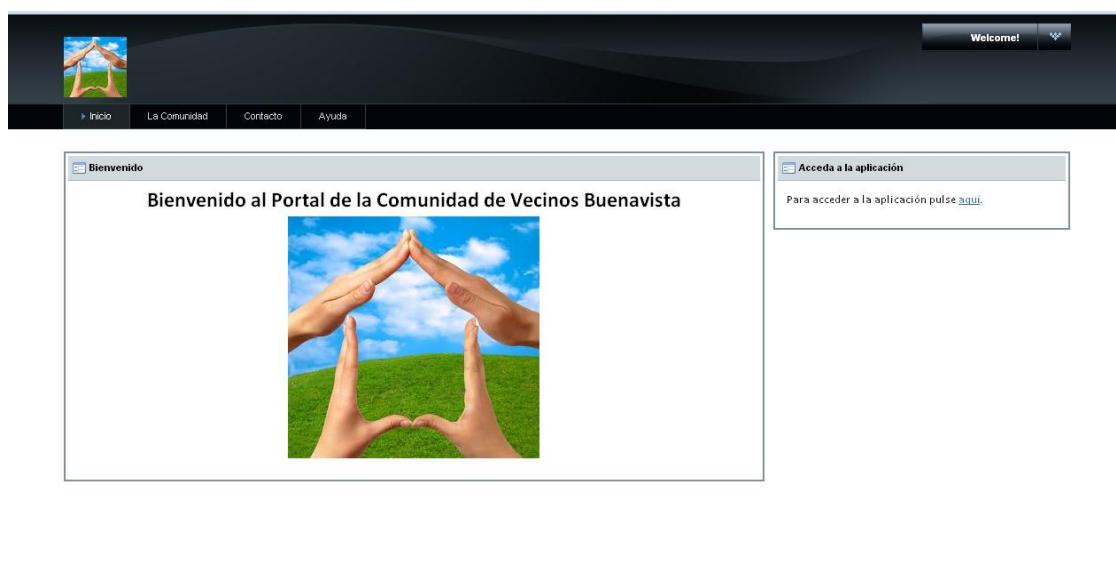 Welcome!
Inicio
La Comunidad
Contacto
Ayuda
Bienvenido
Bienvenido al Portal de la Comunidad de Vecinos Buenavista
Acceda a la aplicación
Para acceder a la aplicación pulse aquí.